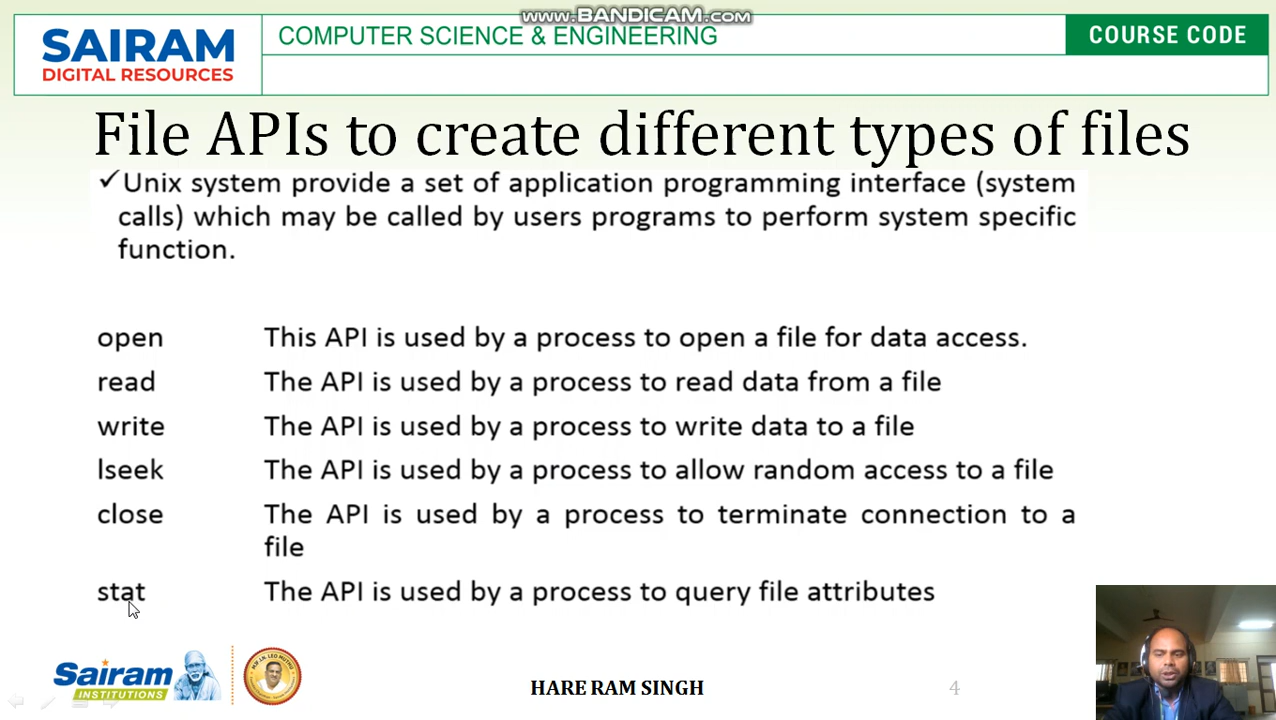 www.BANDICAM.com
SAIRAM
DIGITAL RESOURCES
COMPUTER SCIENCE & ENGINEERING
COURSE CODE
File APIs to create different types of files
✓Unix system provide a set of application programming interface (system
calls) which may be called by users programs to perform system specific
function.
open This API is used by a process to open a file for data access.
read The API is used by a process to read data from a file
write The API is used by a process to write data to a file
lseek The API is used by a process to allow random access to a file
close The API is used by a process to terminate connection to a
file
stat The API is used by a process to query file attributes
Sairam
INSTITUTIONS
HARE RAM SINGH
4